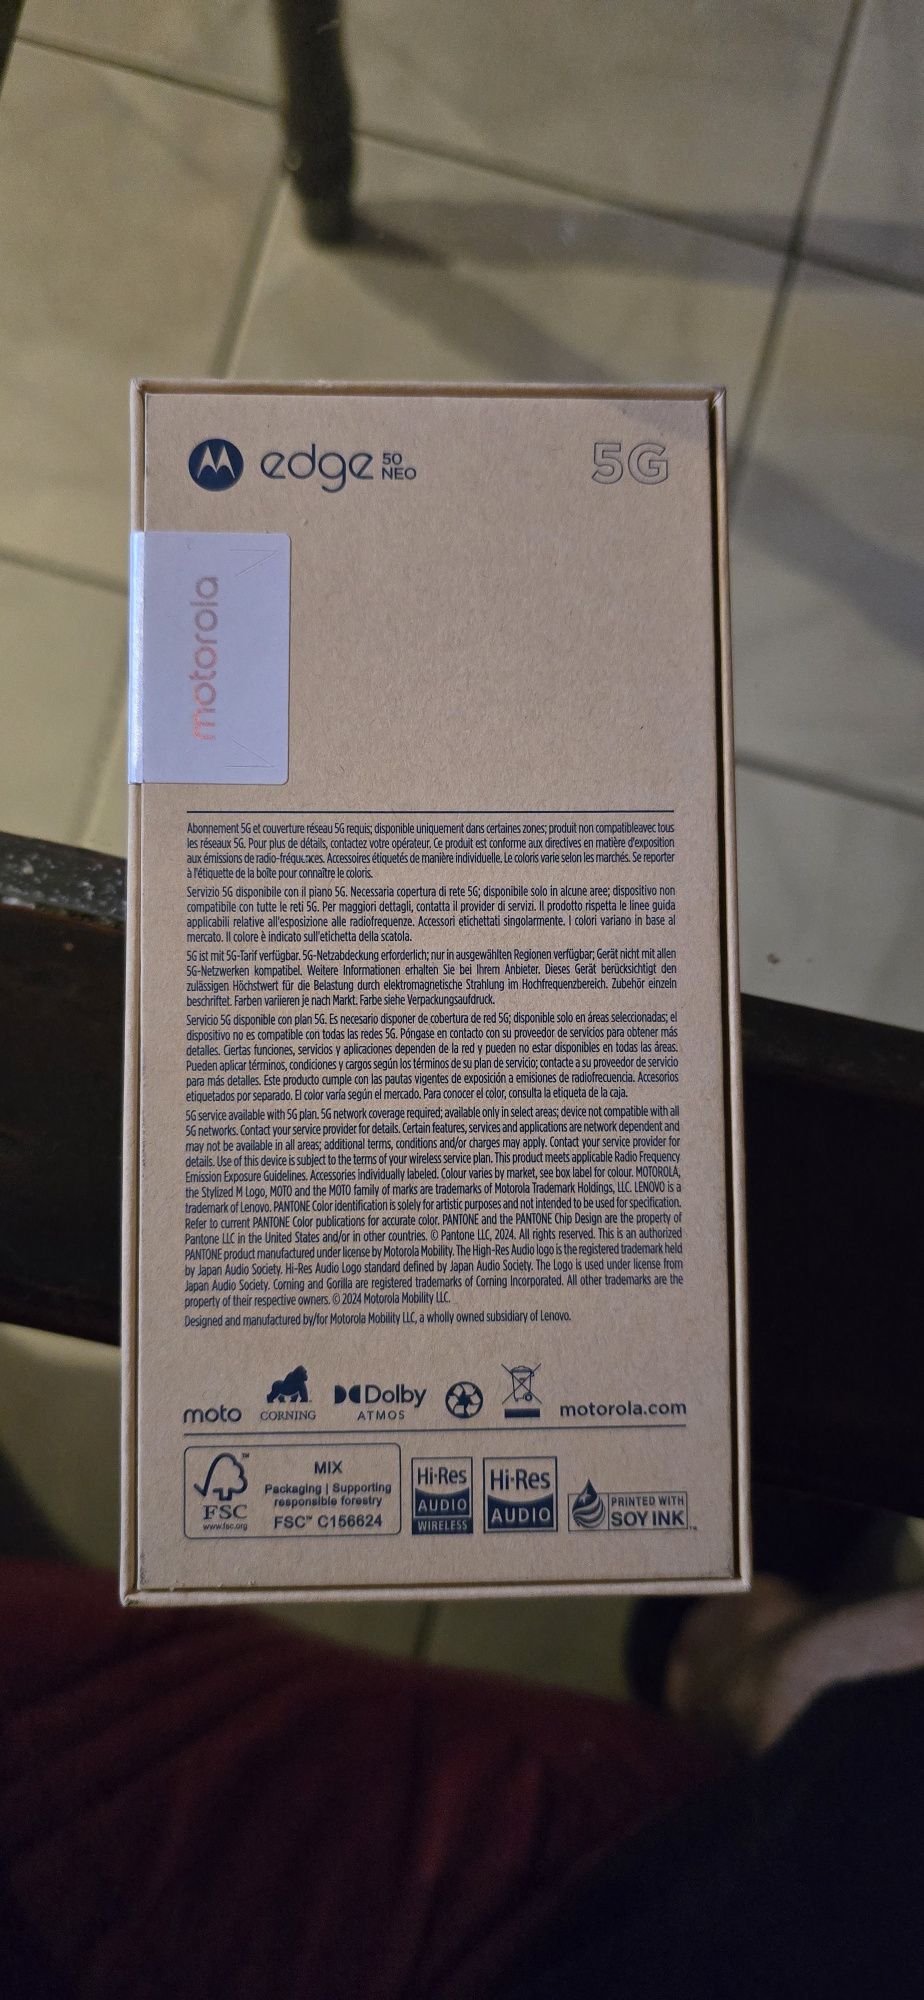 edge 50 NEO
5G
motorola
Abonnement 5G et couverture réseau 5G requis; disponible uniquement dans certaines zones; produit non compatibleavec tous
les réseaux 5G. Pour plus de détails, contactez votre opérateur. Ce produit est conforme aux directives en matière d'exposition
aux émissions de radio-fréquences. Accessoires étiquetés de manière individuelle. Le coloris varie selon les marchés. Se reporter
à l'étiquette de la boîte pour connaître le coloris.
Servizio 5G disponibile con il piano 5G. Necessaria copertura di rete 5G; disponibile solo in alcune aree; dispositivo non
compatibile con tutte le reti 5G. Per maggiori dettagli, contatta il provider di servizi. Il prodotto rispetta le linee guida
applicabili relative all'esposizione alle radiofrequenze. Accessori etichettati singolarmente. I colori variano in base al
mercato. Il colore è indicato sull'etichetta della scatola.
5G ist mit 5G-Tarif verfügbar. 5G-Netzabdeckung erforderlich; nur in ausgewählten Regionen verfügbar; Gerät nicht mit allen
5G-Netzwerken kompatibel. Weitere Informationen erhalten Sie bei Ihrem Anbieter. Dieses Gerät berücksichtigt den
zulässigen Höchstwert für die Belastung durch elektromagnetische Strahlung im Hochfrequenzbereich. Zubehör einzeln
beschriftet. Farben variieren je nach Markt. Farbe siehe Verpackungsaufdruck.
Servicio 5G disponible con plan 5G. Es necesario disponer de cobertura de red 5G; disponible solo en áreas seleccionadas; el
dispositivo no es compatible con todas las redes 5G. Póngase en contacto con su proveedor de servicios para obtener más
detalles. Ciertas funciones, servicios y aplicaciones dependen de la red y pueden no estar disponibles en todas las áreas.
Pueden aplicar términos, condiciones y cargos según los términos de su plan de servicio; contacte a su proveedor de servicio
para más detalles. Este producto cumple con las pautas vigentes de exposición a emisiones de radiofrecuencia. Accesorios
etiquetados por separado. El color varía según el mercado. Para conocer el color, consulta la etiqueta de la caja.
5G service available with 5G plan. 5G network coverage required; available only in select areas; device not compatible with all
5G networks. Contact your service provider for details. Certain features, services and applications are network dependent and
may not be available in all areas; additional terms, conditions and/or charges may apply. Contact your service provider for
details. Use of this device is subject to the terms of your wireless service plan. This product meets applicable Radio Frequency
Emission Exposure Guidelines. Accessories individually labeled. Colour varies by market, see box label for colour. MOTOROLA,
the Stylized M Logo, MOTO and the MOTO family of marks are trademarks of Motorola Trademark Holdings, LLC. LENOVO is a
trademark of Lenovo. PANTONE Color identification is solely for artistic purposes and not intended to be used for specification.
Refer to current PANTONE Color publications for accurate color. PANTONE and the PANTONE Chip Design are the property of
Pantone LLC in the United States and/or in other countries. © Pantone LLC, 2024. All rights reserved. This is an authorized
PANTONE product manufactured under license by Motorola Mobility. The High-Res Audio logo is the registered trademark held
by Japan Audio Society. Hi-Res Audio Logo standard defined by Japan Audio Society. The Logo is used under license from
Japan Audio Society. Corning and Gorilla are registered trademarks of Corning Incorporated. All other trademarks are the
property of their respective owners. © 2024 Motorola Mobility LLC.
Designed and manufactured by/for Motorola Mobility LLC, a wholly owned subsidiary of Lenovo.
moto
CORNING
Dolby
ATMOS
motorola.com
FSC™
www.fsc.org
MIX
Packaging | Supporting
responsible forestry
FSC™ C156624
Hi-Res
AUDIO
WIRELESS
Hi-Res
AUDIO
PRINTED WITH
SOY INK™